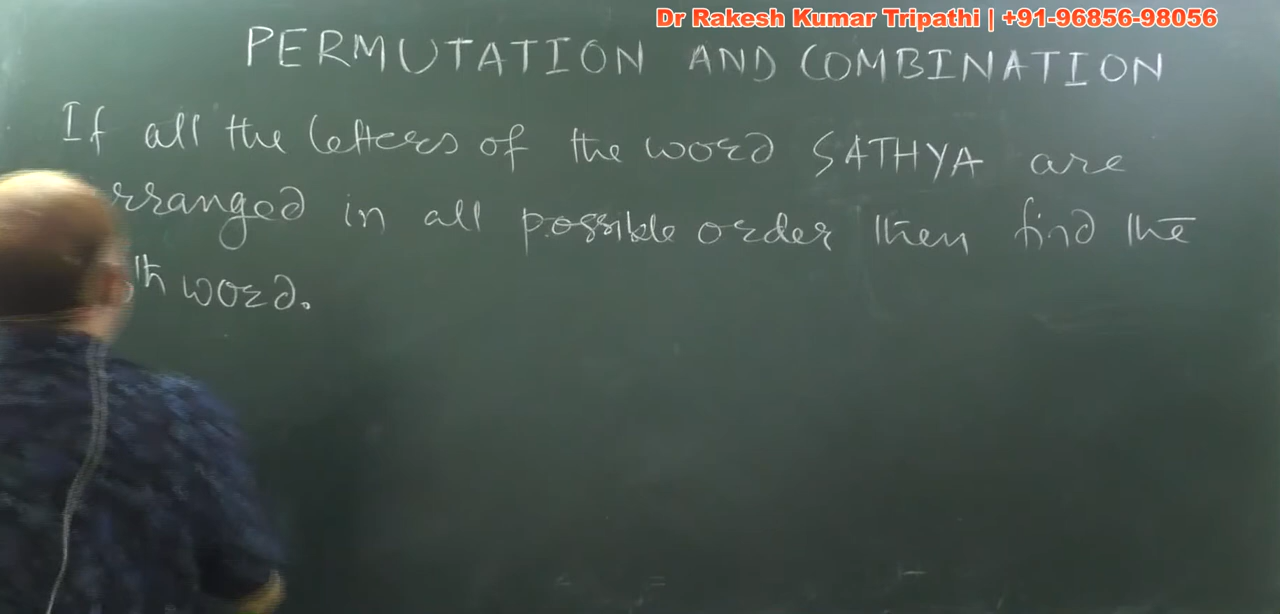 Dr Rakesh Kumar Tripathi | +91-96856-98056
PERMUTATION AND COMBINATION
If all the letters of the word SATHYA are
rranged in all possible order then find the
th word.